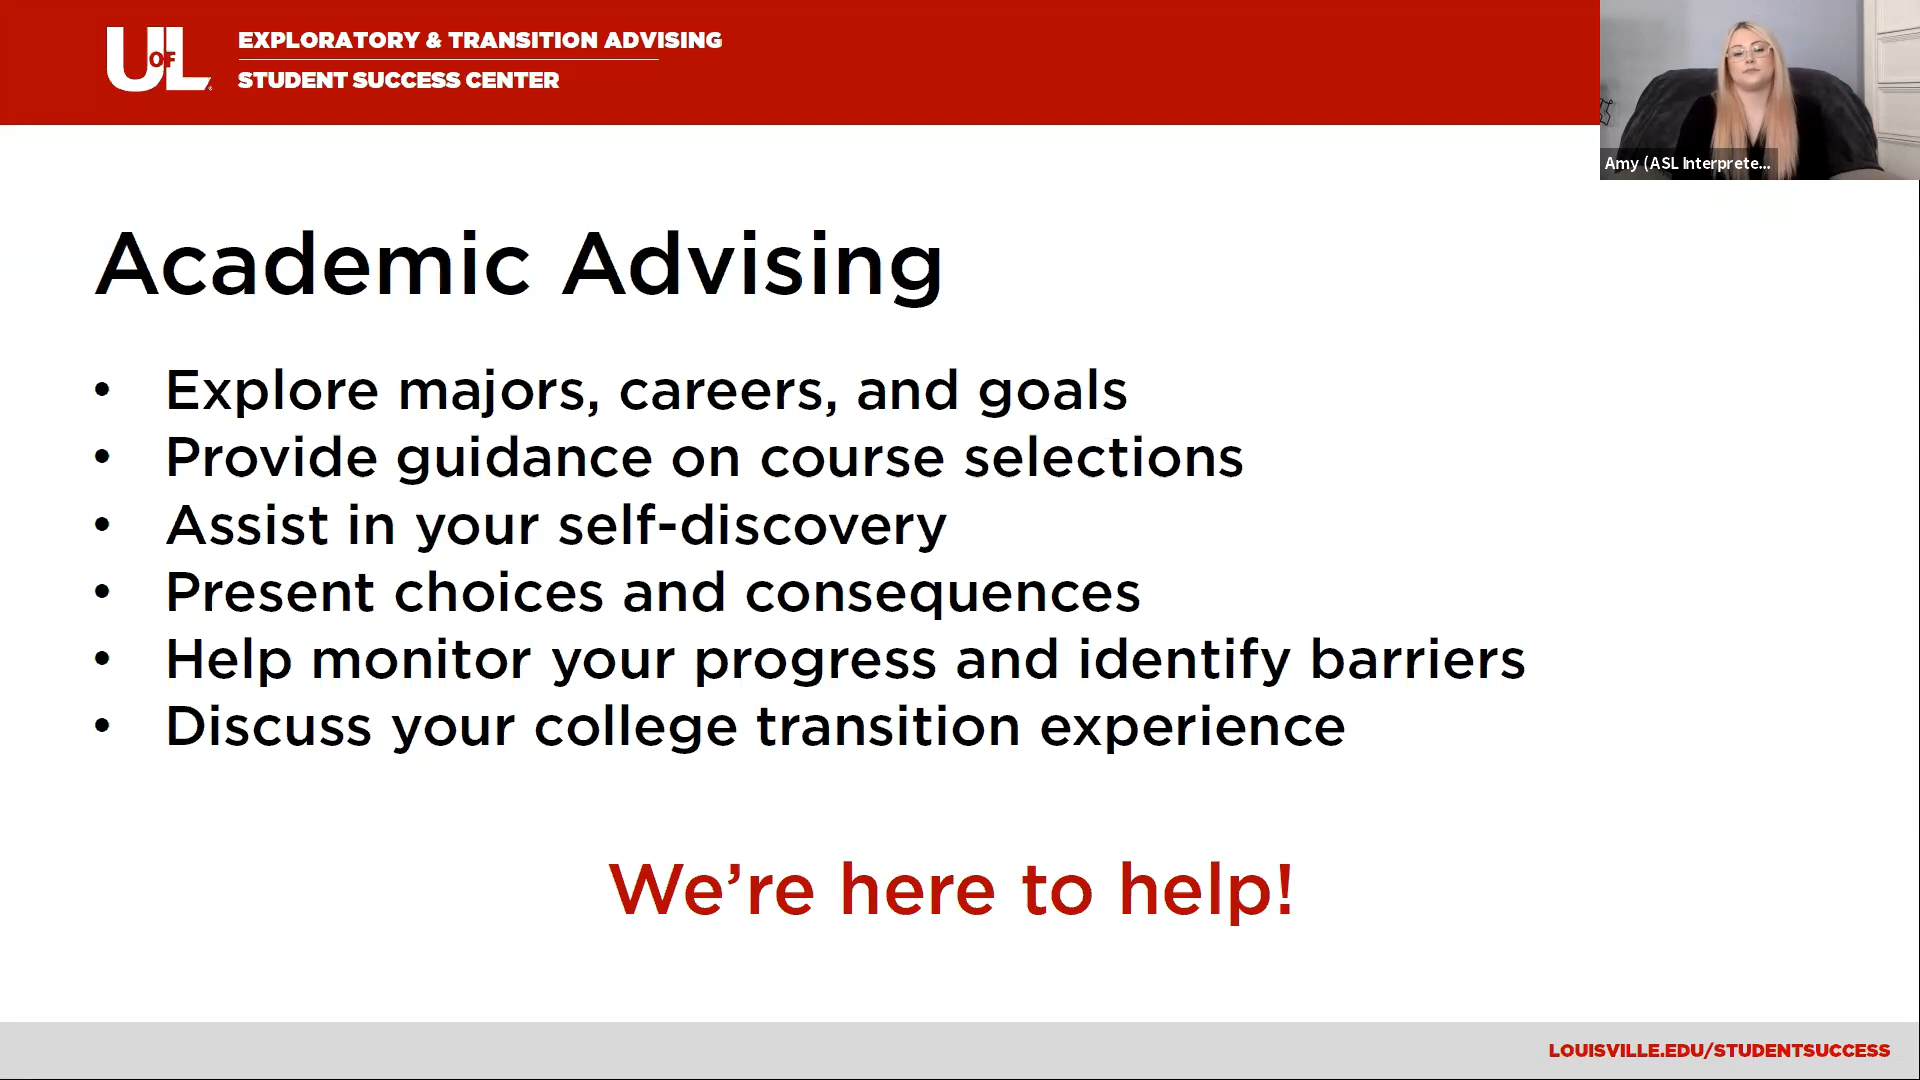 UofL
EXPLORATORY & TRANSITION ADVISING
STUDENT SUCCESS CENTER
Amy (ASL Interprete...
Academic Advising
• Explore majors, careers, and goals
• Provide guidance on course selections
• Assist in your self-discovery
• Present choices and consequences
• Help monitor your progress and identify barriers
• Discuss your college transition experience
We’re here to help!
LOUISVILLE.EDU/STUDENTSUCCESS